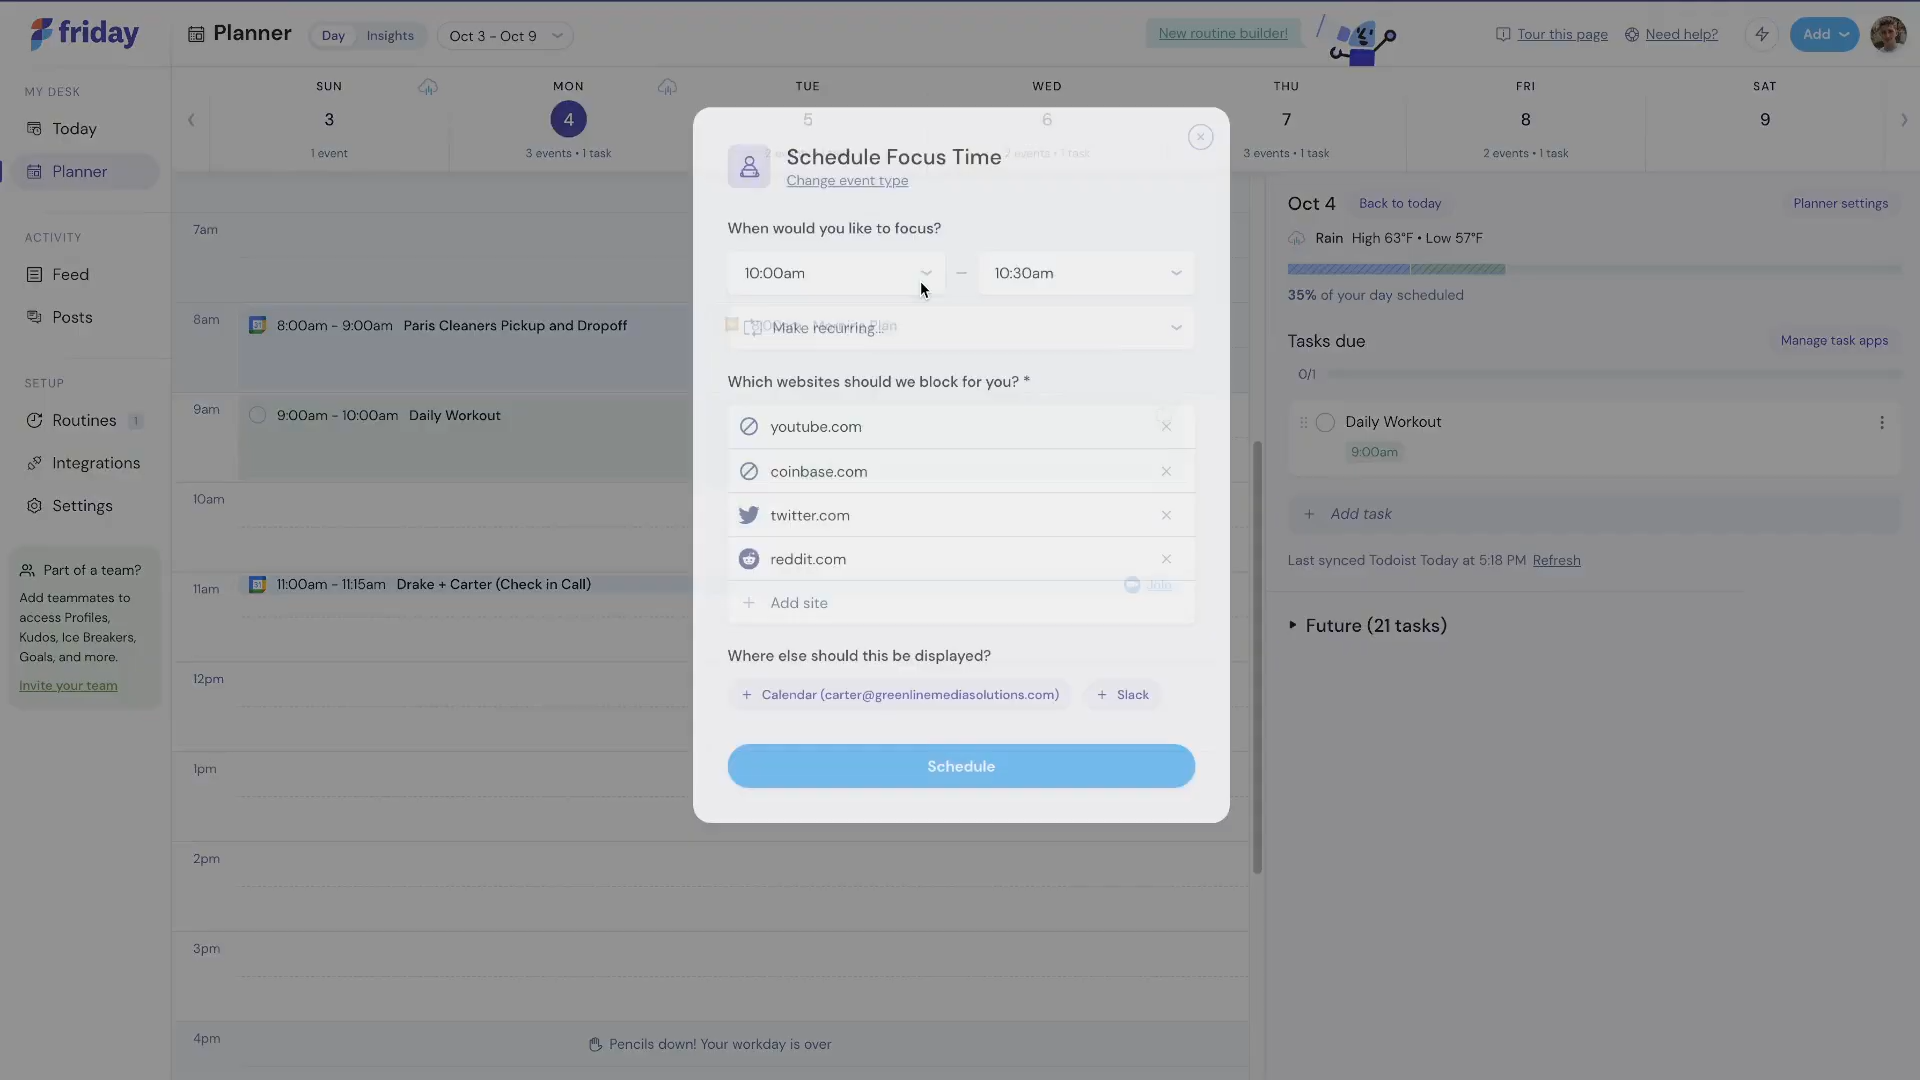 friday
Planner
Day
Insights
Oct 3 - Oct 9
New routine builder!
Tour this page
Need help?
Add
MY DESK
Today
Planner
ACTIVITY
Feed
Posts
SETUP
Routines 1
Integrations
Settings
Part of a team?
Add teammates to
access Profiles,
Kudos, Ice Breakers,
Goals, and more.
Invite your team
SUN
3
1 event
MON
4
3 events • 1 task
TUE
5
WED
6
2 events • 1 task
THU
7
3 events • 1 task
FRI
8
2 events • 1 task
SAT
9
7am
8am
8:00am - 9:00am Paris Cleaners Pickup and Dropoff
9am
9:00am - 10:00am Daily Workout
10am
11am
11:00am - 11:15am Drake + Carter (Check in Call)
Join
12pm
1pm
2pm
3pm
4pm
Pencils down! Your workday is over
Schedule Focus Time
Change event type
When would you like to focus?
10:00am – 10:30am
Make recurring...
Which websites should we block for you? *
youtube.com
coinbase.com
twitter.com
reddit.com
+ Add site
Where else should this be displayed?
+ Calendar (carter@greenlinemediasolutions.com)
+ Slack
Schedule
Oct 4
Back to today
Planner settings
Rain High 63°F • Low 57°F
35% of your day scheduled
Tasks due
Manage task apps
0/1
Daily Workout
9:00am
+ Add task
Last synced Todoist Today at 5:18 PM Refresh
Future (21 tasks)